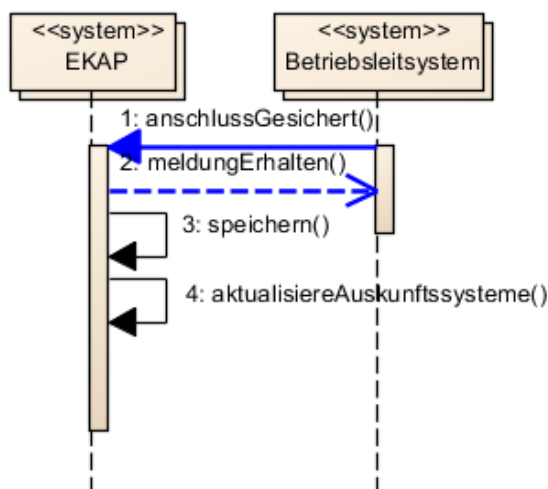 <<system>>
EKAP
<<system>>
Betriebsleitsystem
1: anschlussGesichert()
2: meldungErhalten()
3: speichern()
4: aktualisiereAuskunftssysteme()